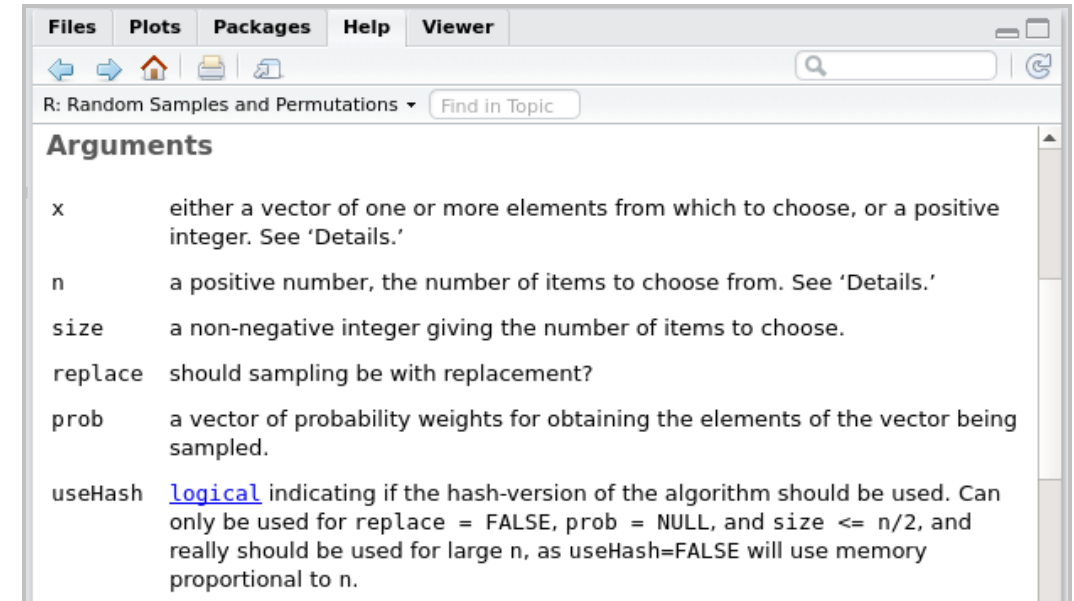 Files Plots Packages Help Viewer
R: Random Samples and Permutations Find in Topic
Arguments
x either a vector of one or more elements from which to choose, or a positive
integer. See ‘Details.’
n a positive number, the number of items to choose from. See ‘Details.’
size a non-negative integer giving the number of items to choose.
replace should sampling be with replacement?
prob a vector of probability weights for obtaining the elements of the vector being
sampled.
useHash logical indicating if the hash-version of the algorithm should be used. Can
only be used for replace = FALSE, prob = NULL, and size <= n/2, and
really should be used for large n, as useHash=FALSE will use memory
proportional to n.